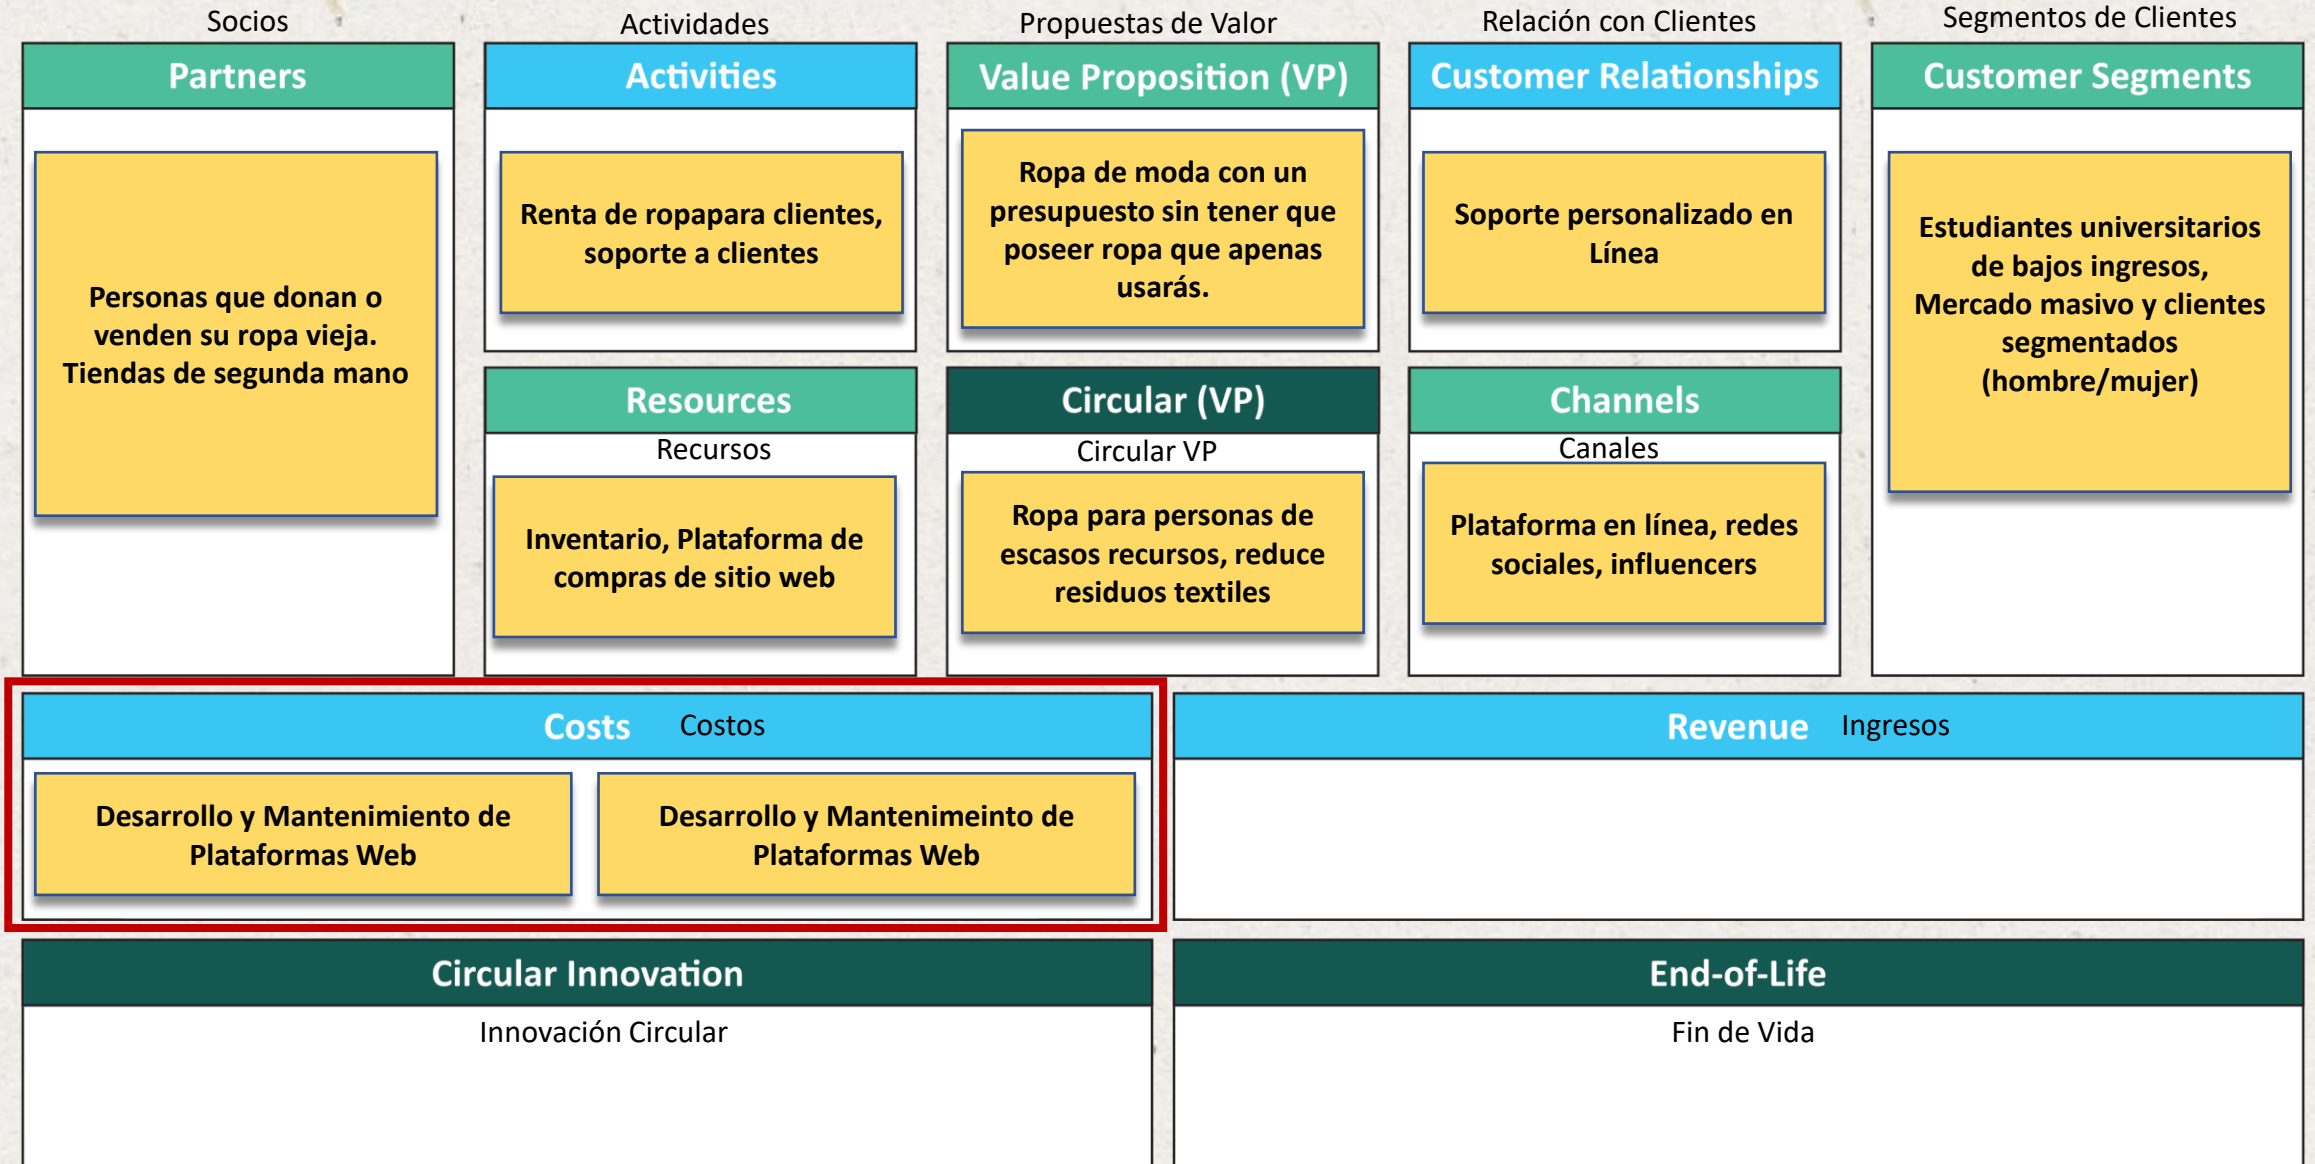 Socios
Partners
Personas que donan o
venden su ropa vieja.
Tiendas de segunda mano
Actividades
Activities
Renta de ropapara clientes,
soporte a clientes
Resources
Recursos
Inventario, Plataforma de
compras de sitio web
Propuestas de Valor
Value Proposition (VP)
Ropa de moda con un
presupuesto sin tener que
poseer ropa que apenas
usarás.
Circular (VP)
Circular VP
Ropa para personas de
escasos recursos, reduce
residuos textiles
Relación con Clientes
Customer Relationships
Soporte personalizado en
Línea
Channels
Canales
Plataforma en línea, redes
sociales, influencers
Segmentos de Clientes
Customer Segments
Estudiantes universitarios
de bajos ingresos,
Mercado masivo y clientes
segmentados
(hombre/mujer)
Costs Costos
Desarrollo y Mantenimiento de
Plataformas Web
Desarrollo y Mantenimeinto de
Plataformas Web
Revenue Ingresos
Circular Innovation
Innovación Circular
End-of-Life
Fin de Vida